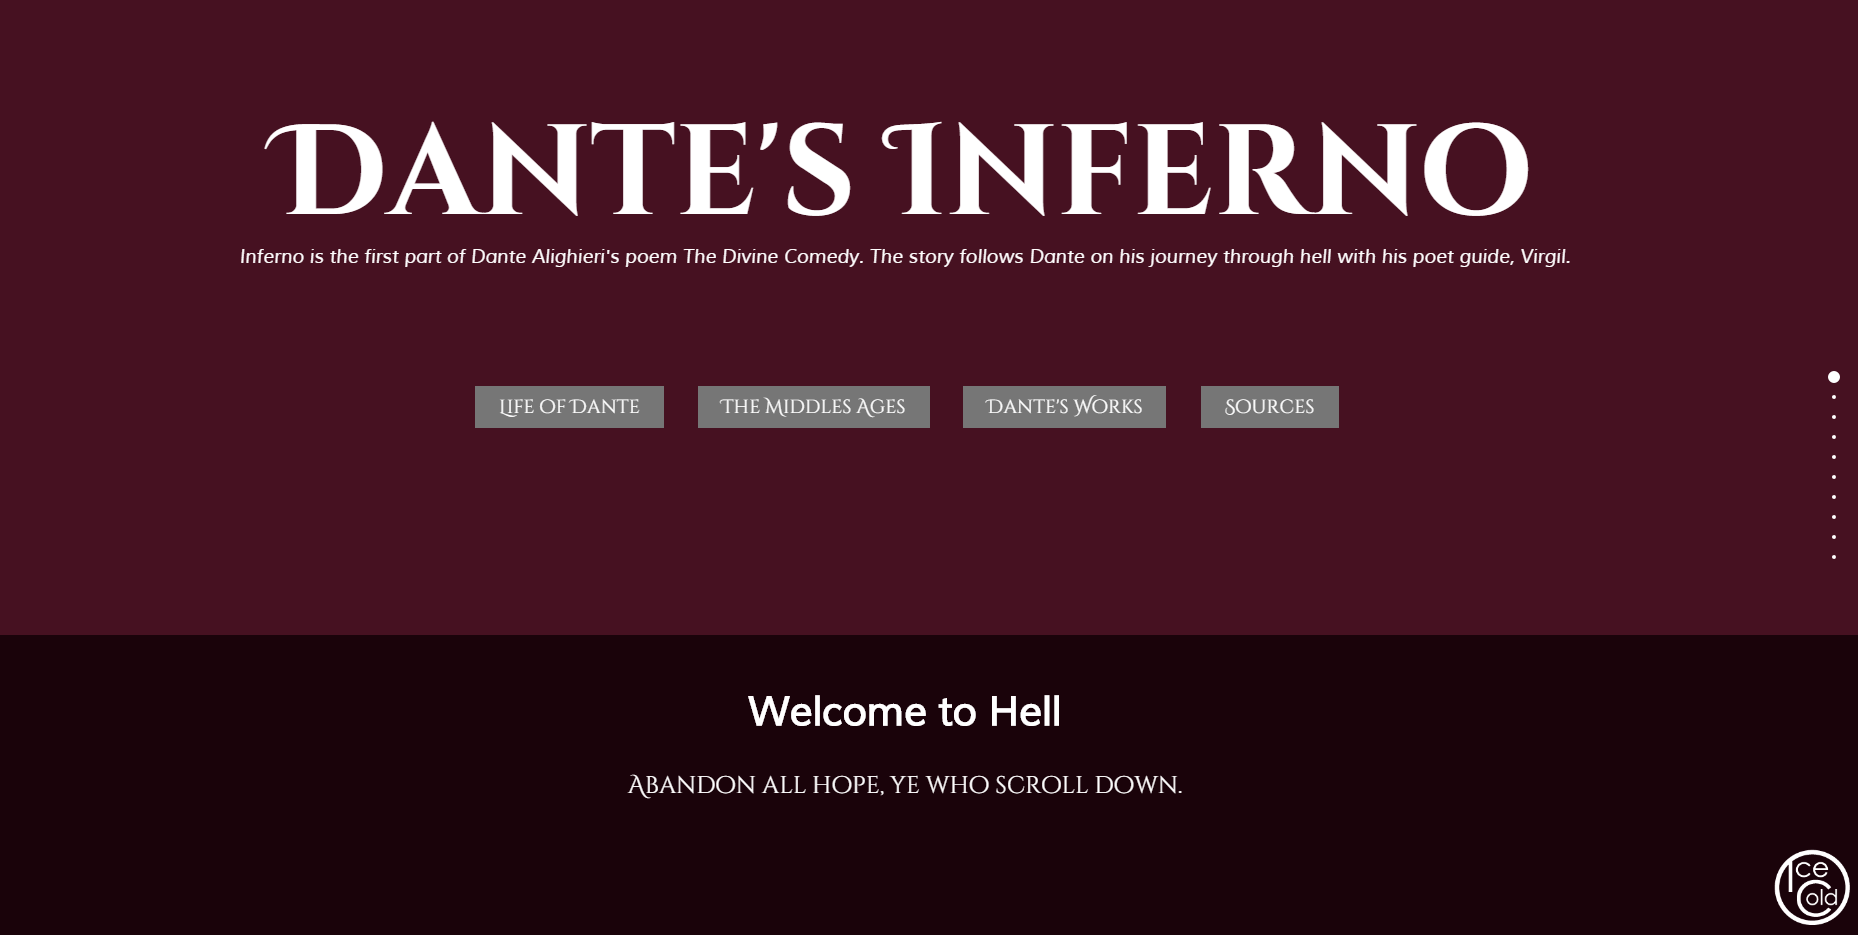 Dante's Inferno
Inferno is the first part of Dante Alighieri's poem The Divine Comedy. The story follows Dante on his journey through hell with his poet guide, Virgil.
Life of Dante
The Middles Ages
Dante's Works
Sources
Welcome to Hell
Abandon all hope, ye who scroll down.
Ice
Cold